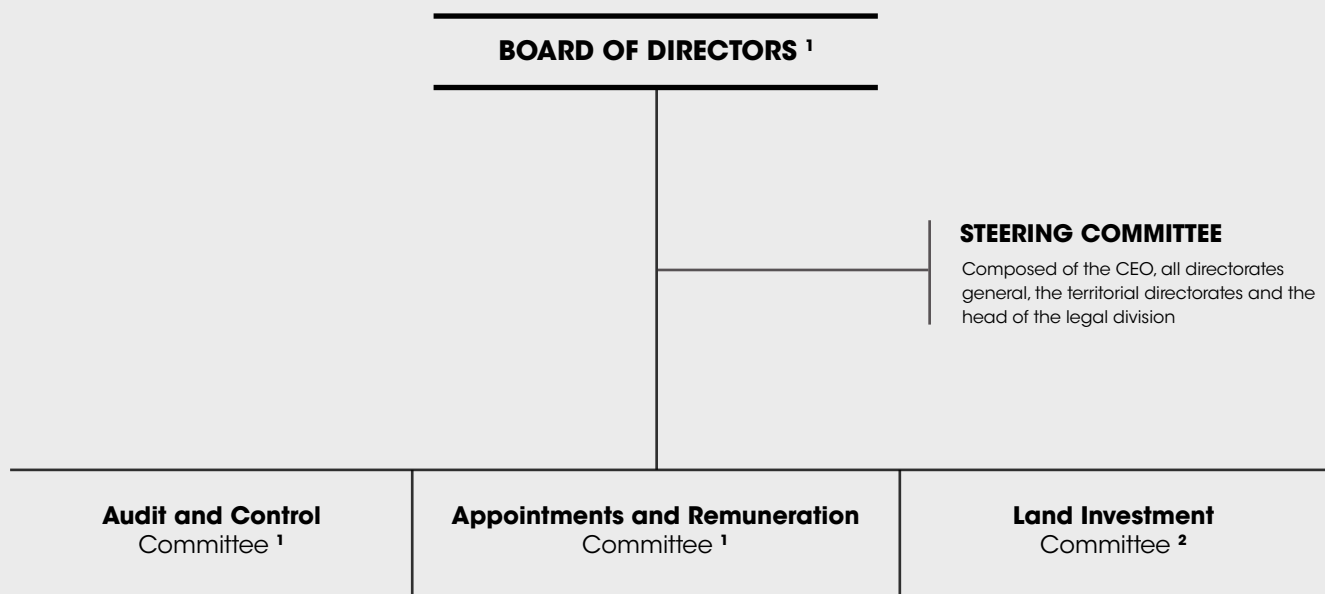 BOARD OF DIRECTORS ¹
STEERING COMMITTEE
Composed of the CEO, all directorates
general, the territorial directorates and the
head of the legal division
Audit and Control
Committee ¹
Appointments and Remuneration
Committee ¹
Land Investment
Committee ²